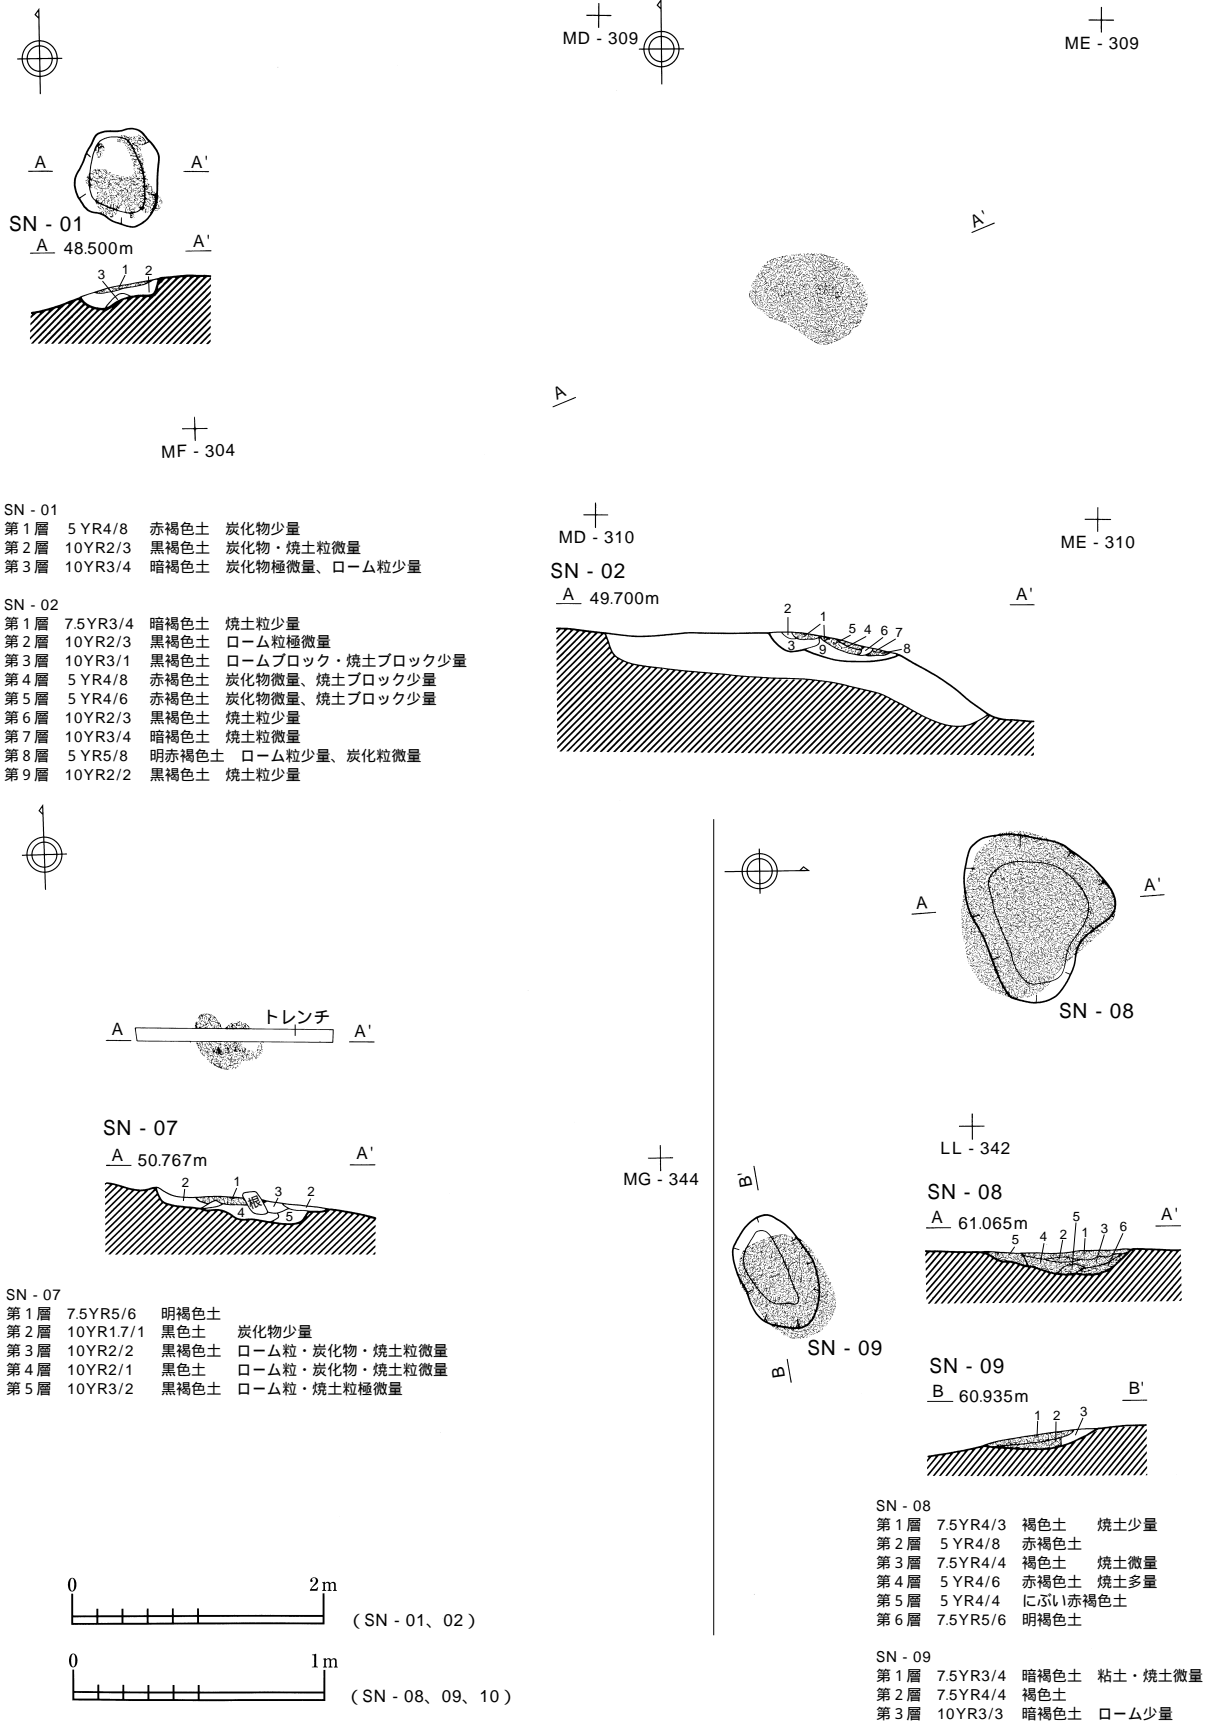 MD - 309
ME - 309
A A'
SN - 01
A 48.500m A'
3 1 2
A'
A
MF - 304
SN - 01
第1層 5YR4/8 赤褐色土 炭化物少量
第2層 10YR2/3 黒褐色土 炭化物・焼土粒微量
第3層 10YR3/4 暗褐色土 炭化物極微量、ローム粒少量
SN - 02
第1層 7.5YR3/4 暗褐色土 焼土粒少量
第2層 10YR2/3 黒褐色土 ローム粒極微量
第3層 10YR3/1 黒褐色土 ロームブロック・焼土ブロック少量
第4層 5YR4/8 赤褐色土 炭化物微量、焼土ブロック少量
第5層 5YR4/6 赤褐色土 炭化物微量、焼土ブロック少量
第6層 10YR2/3 黒褐色土 焼土粒少量
第7層 10YR3/4 暗褐色土 焼土粒微量
第8層 5YR5/8 明赤褐色土 ローム粒少量、炭化粒微量
第9層 10YR2/2 黒褐色土 焼土粒少量
MD - 310
ME - 310
SN - 02
A 49.700m A'
2 1 5 4 6 7
3 9 8
トレンチ
A A'
SN - 07
A 50.767m A'
2 1 根 3 2
4 5
MG - 344
SN - 07
第1層 7.5YR5/6 明褐色土
第2層 10YR1.7/1 黒色土 炭化物少量
第3層 10YR2/2 黒褐色土 ローム粒・炭化物・焼土粒微量
第4層 10YR2/1 黒色土 ローム粒・炭化物・焼土粒微量
第5層 10YR3/2 黒褐色土 ローム粒・焼土粒極微量
0 2m
(SN - 01、02)
0 1m
(SN - 08、09、10)
A A'
SN - 08
LL - 342
B'
SN - 09
B
SN - 08
A 61.065m A'
5 4 2 5 1 3 6
SN - 09
B 60.935m B'
1 2 3
SN - 08
第1層 7.5YR4/3 褐色土 焼土少量
第2層 5YR4/8 赤褐色土
第3層 7.5YR4/4 褐色土 焼土微量
第4層 5YR4/6 赤褐色土 焼土多量
第5層 5YR4/4 にぶい赤褐色土
第6層 7.5YR5/6 明褐色土
SN - 09
第1層 7.5YR3/4 暗褐色土 粘土・焼土微量
第2層 7.5YR4/4 褐色土
第3層 10YR3/3 暗褐色土 ローム少量